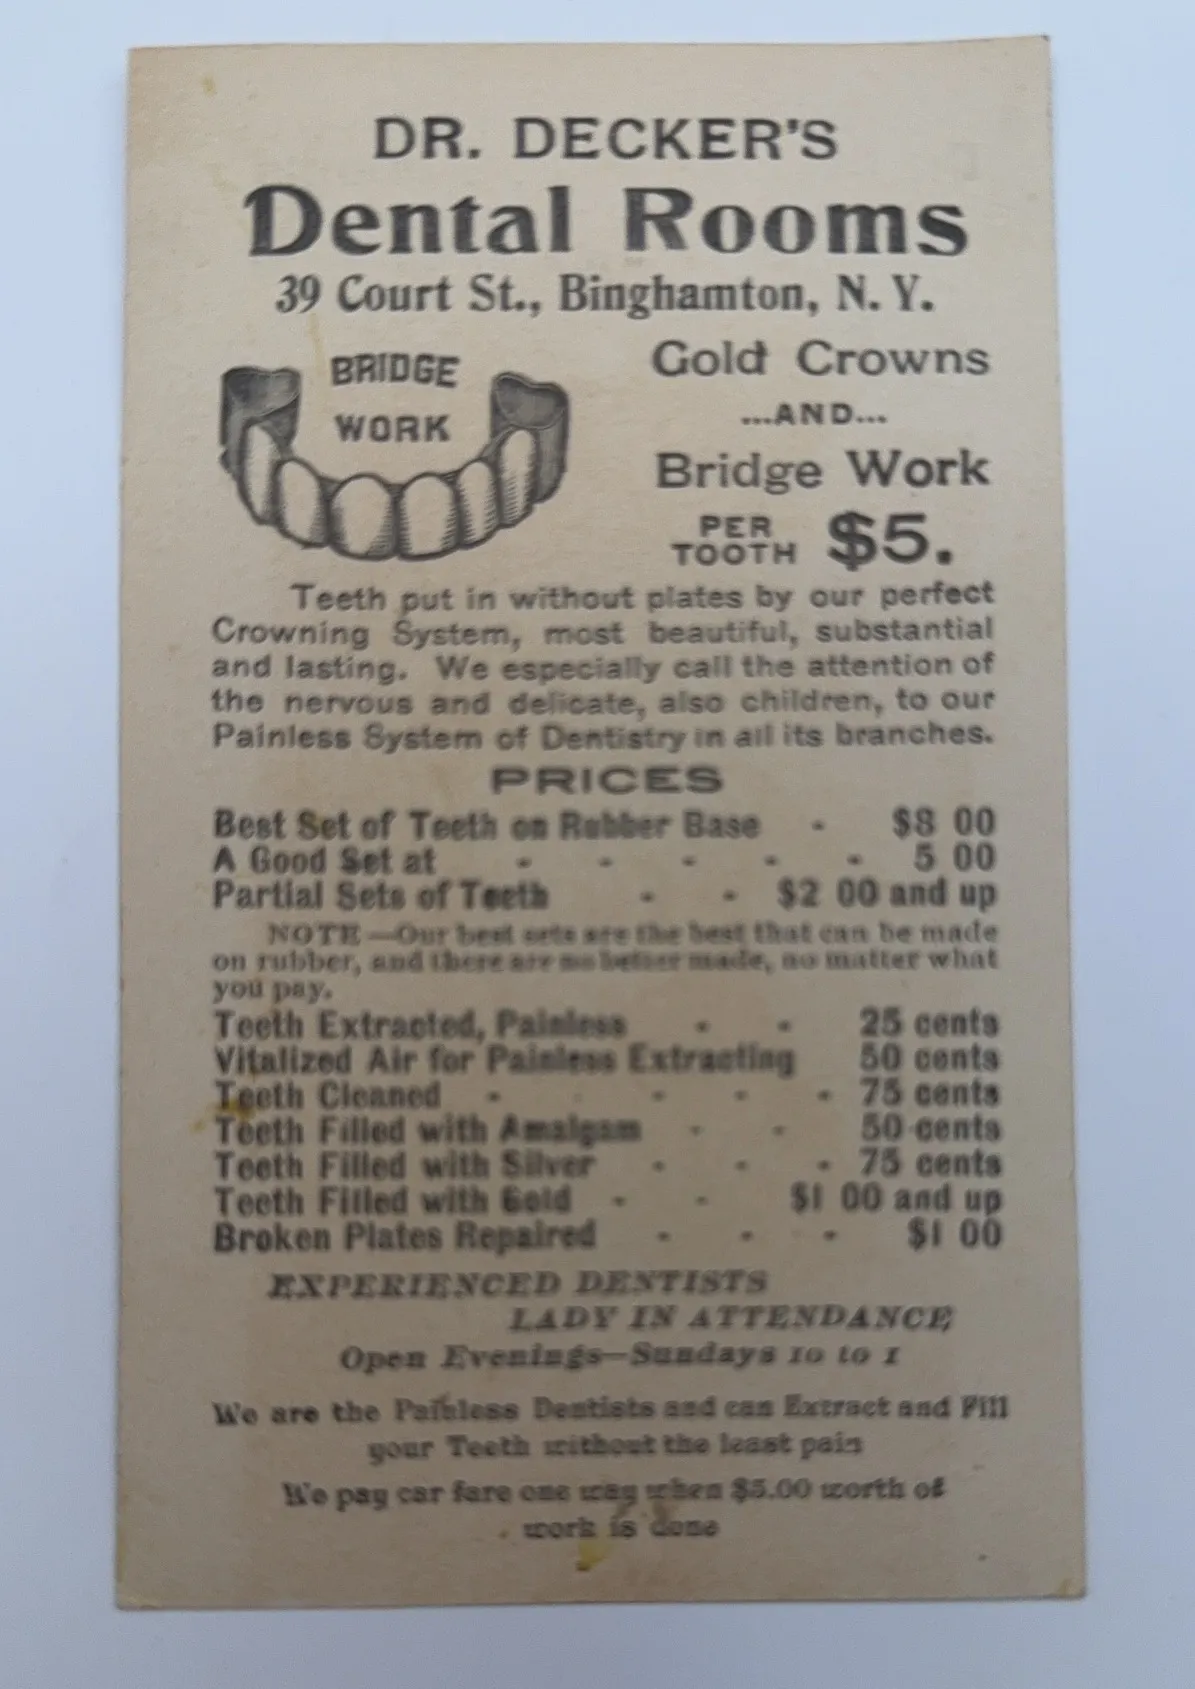 DR. DECKER'S
Dental Rooms
39 Court St., Binghamton, N. Y.
BRIDGE
WORK
Gold Crowns
...AND...
Bridge Work
PER
TOOTH $5.
Teeth put in without plates by our perfect
Crowning System, most beautiful, substantial
and lasting. We especially call the attention of
the nervous and delicate, also children, to our
Painless System of Dentistry in all its branches.
PRICES
Best Set of Teeth on Rubber Base - $8 00
A Good Set at - - - - - 5 00
Partial Sets of Teeth - - $2 00 and up
NOTE—Our best sets are the best that can be made
on rubber, and there are no better made, no matter what
you pay.
Teeth Extracted, Painless - - 25 cents
Vitalized Air for Painless Extracting 50 cents
Teeth Cleaned - - - - - 75 cents
Teeth Filled with Amalgam - - 50 cents
Teeth Filled with Silver - - - 75 cents
Teeth Filled with Gold - - $1 00 and up
Broken Plates Repaired - - - $1 00
EXPERIENCED DENTISTS
LADY IN ATTENDANCE
Open Evenings—Sundays 10 to 1
We are the Painless Dentists and can Extract and Fill
your Teeth without the least pain
We pay car fare one way when $5.00 worth of
work is done